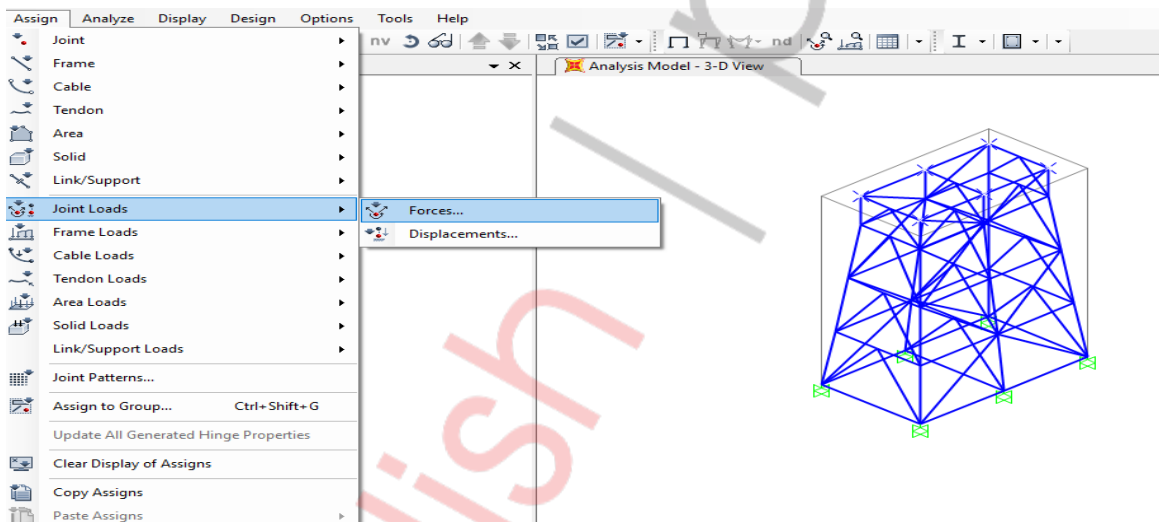 Assign Analyze Display Design Options Tools Help
Joint
nv
nd
Frame
Analysis Model - 3-D View
Cable
Tendon
Area
Solid
Link/Support
Joint Loads
Forces...
Frame Loads
Displacements...
Cable Loads
Tendon Loads
Area Loads
Solid Loads
Link/Support Loads
Joint Patterns...
Assign to Group... Ctrl+Shift+G
Update All Generated Hinge Properties
Clear Display of Assigns
Copy Assigns
Paste Assigns